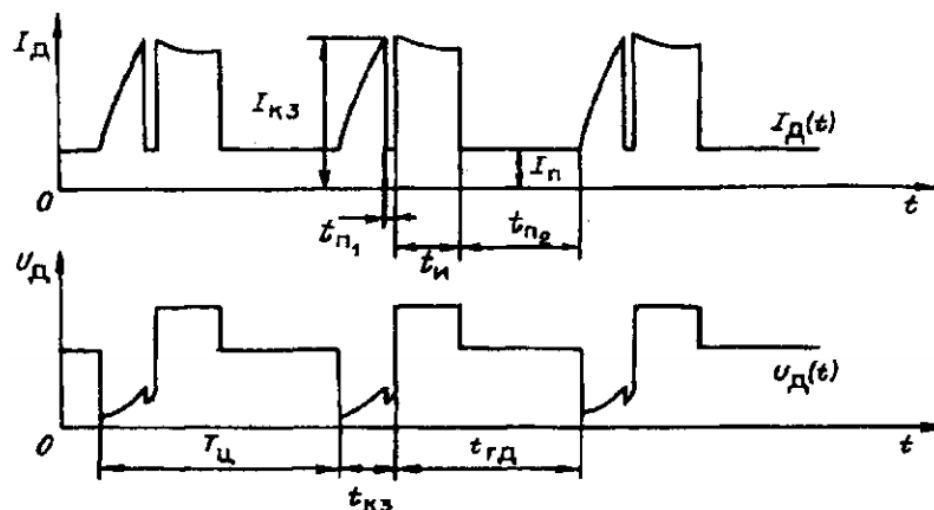 I_Д
I_кз
I_Д(t)
I_п
0
t
t_п₁
t_и
t_п₂
U_Д
U_Д(t)
0
t
T_ц
t_гД
t_кз